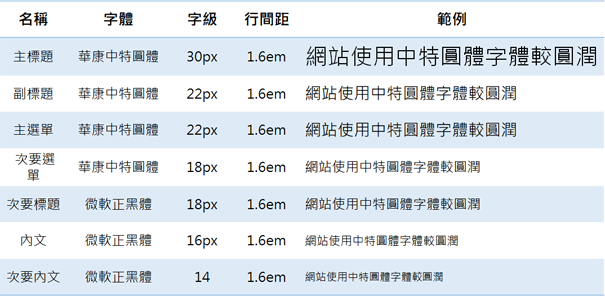 名稱 字體 字級 行間距 範例
主標題 華康中特圓體 30px 1.6em 網站使用中特圓體字體較圓潤
副標題 華康中特圓體 22px 1.6em 網站使用中特圓體字體較圓潤
主選單 華康中特圓體 22px 1.6em 網站使用中特圓體字體較圓潤
次要選
單 華康中特圓體 18px 1.6em 網站使用中特圓體字體較圓潤
次要標題 微軟正黑體 18px 1.6em 網站使用中特圓體字體較圓潤
內文 微軟正黑體 16px 1.6em 網站使用中特圓體字體較圓潤
次要內文 微軟正黑體 14 1.6em 網站使用中特圓體字體較圓潤